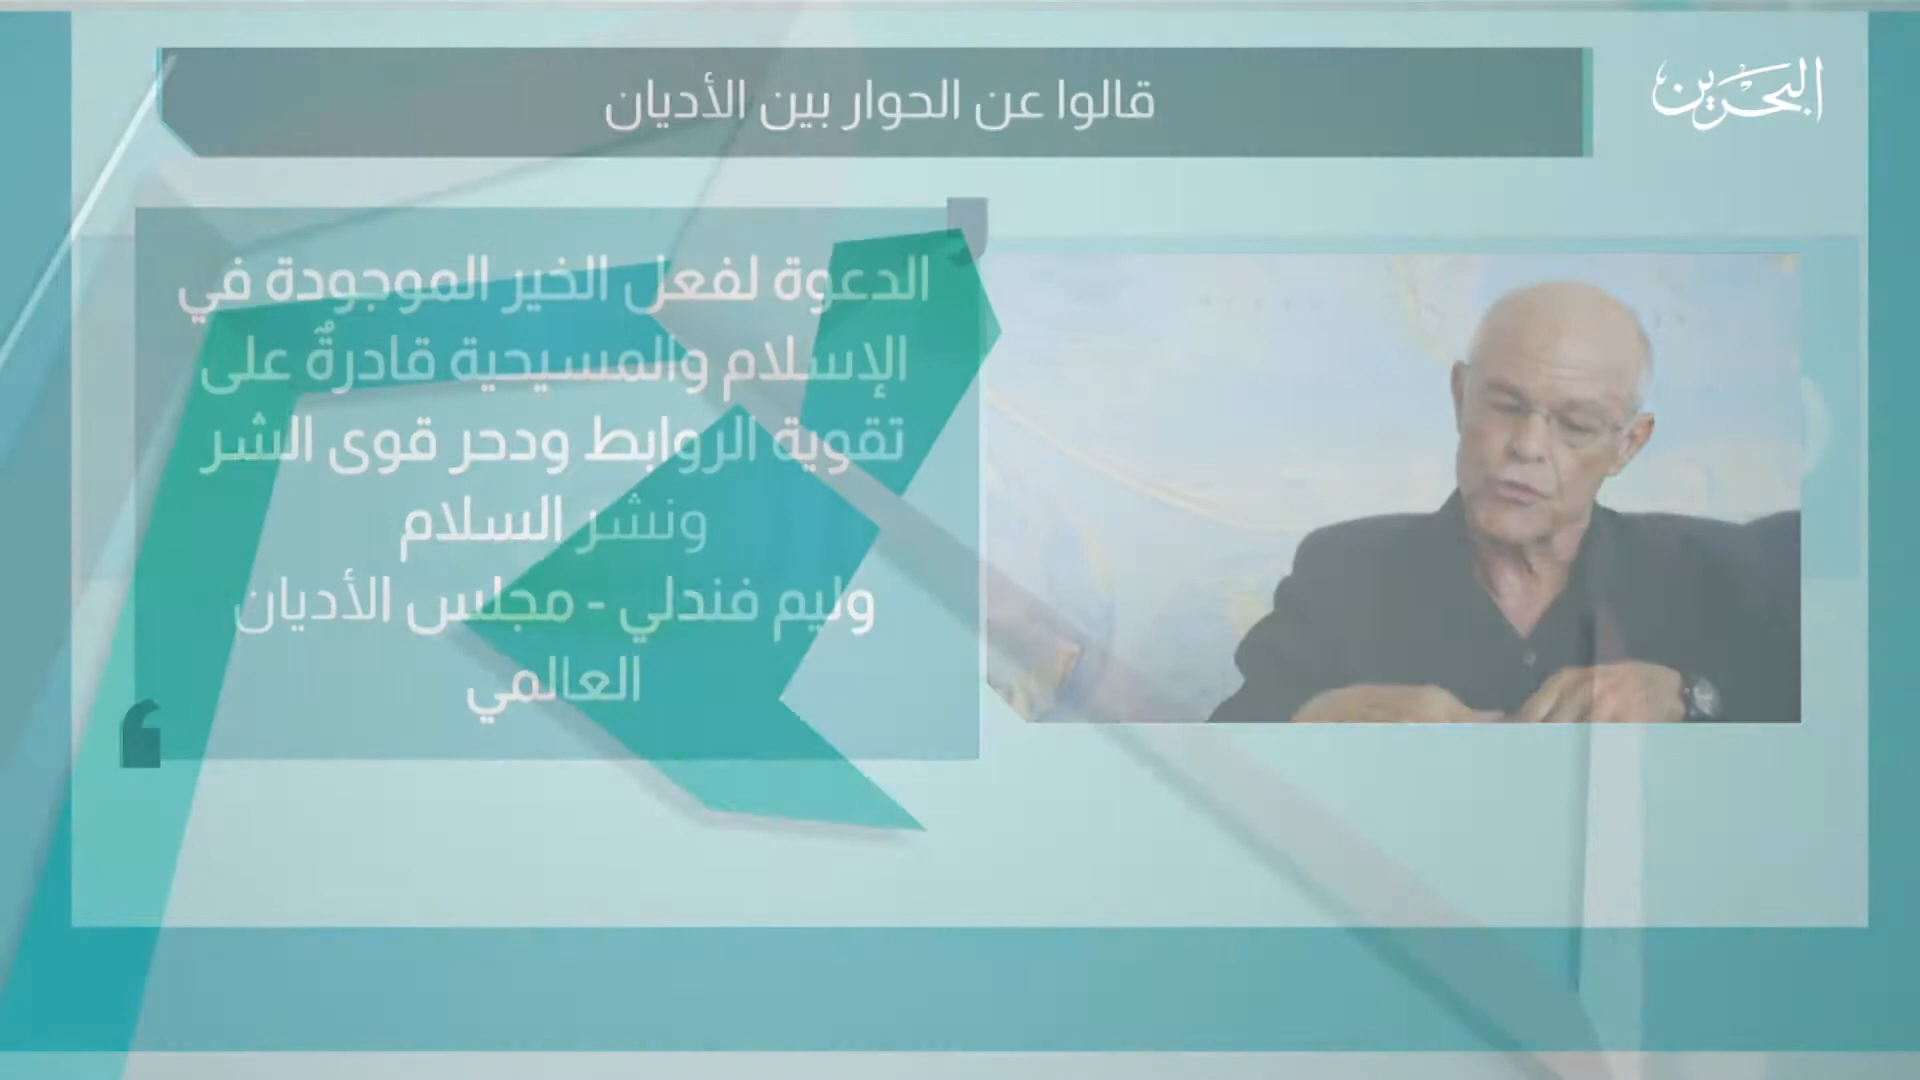 قالوا عن الحوار بين الأديان
البحرين
الدعوة لفعل الخير الموجودة في
الإسلام والمسيحية قادرةٌ على
تقوية الروابط ودحر قوى الشر
ونشر السلام
وليم فندلي - مجلس الأديان
العالمي